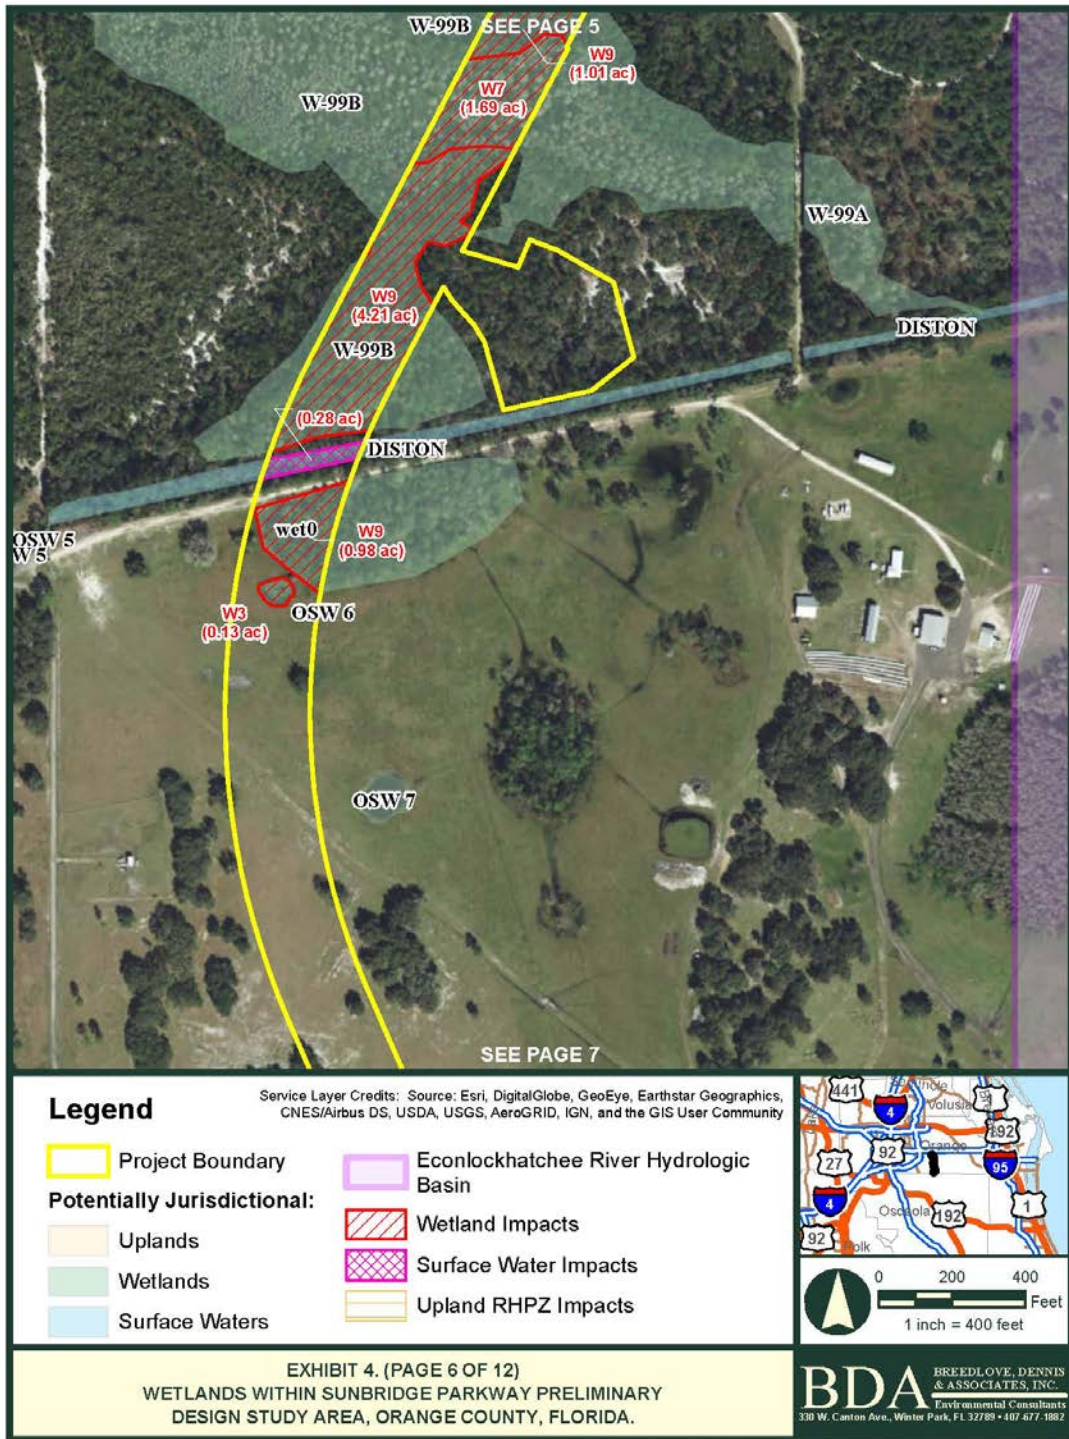 W-99B
SEE PAGE 5
W9
(1.01 ac)
W7
(1.69 ac)
W-99B
W-99A
W9
(4.21 ac)
DISTON
W-99B
(0.28 ac)
DISTON
OSW 5
W 5
wet0
W9
(0.98 ac)
W3
(0.13 ac)
OSW 6
OSW 7
SEE PAGE 7
Legend
Service Layer Credits: Source: Esri, DigitalGlobe, GeoEye, Earthstar Geographics,
CNES/Airbus DS, USDA, USGS, AeroGRID, IGN, and the GIS User Community
Project Boundary
Potentially Jurisdictional:
Uplands
Wetlands
Surface Waters
Econlockhatchee River Hydrologic
Basin
Wetland Impacts
Surface Water Impacts
Upland RHPZ Impacts
441
4
Volusia
192
92
Orange
27
95
4
Osceola
192
1
92
Polk
0 200 400
Feet
1 inch = 400 feet
EXHIBIT 4. (PAGE 6 OF 12)
WETLANDS WITHIN SUNBRIDGE PARKWAY PRELIMINARY
DESIGN STUDY AREA, ORANGE COUNTY, FLORIDA.
BDA
BREEDLOVE, DENNIS
& ASSOCIATES, INC.
Environmental Consultants
330 W. Canton Ave., Winter Park, FL 32789 • 407-677-1882